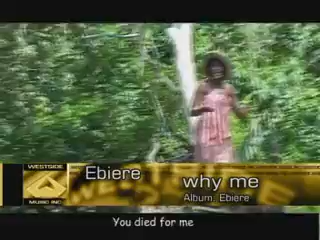 WESTSIDE
MUSIC INC
Ebiere
why me
Album, Ebiere
You died for me